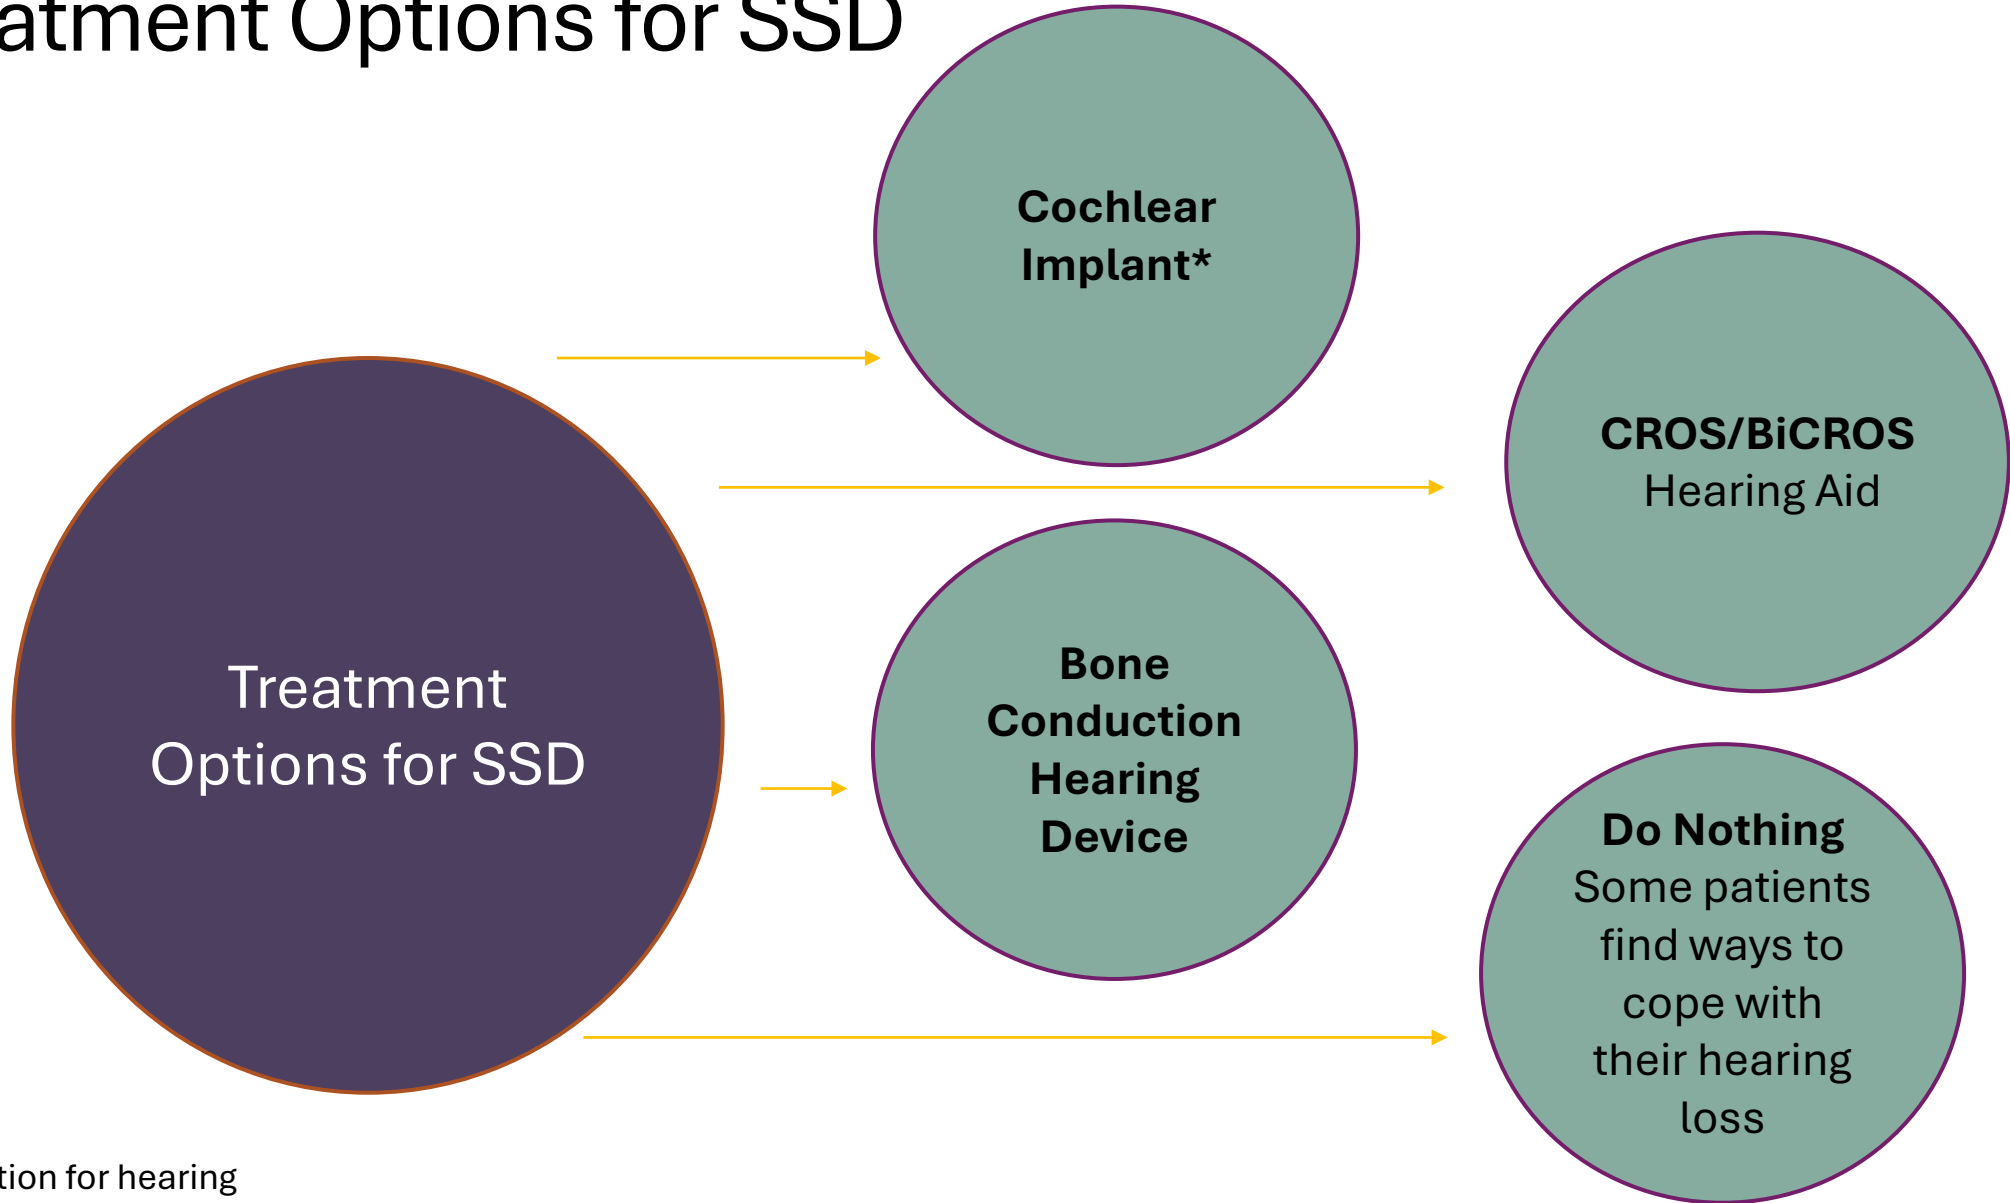 atment Options for SSD
Cochlear
Implant*
CROS/BiCROS
Hearing Aid
Treatment
Options for SSD
Bone
Conduction
Hearing
Device
Do Nothing
Some patients
find ways to
cope with
their hearing
loss
tion for hearing